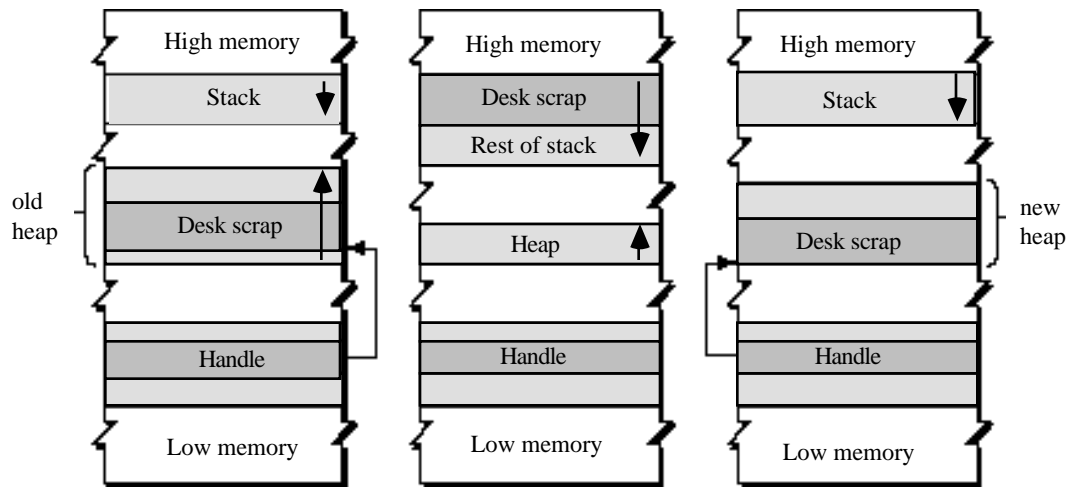 High memory
Stack
old
heap
Desk scrap
Handle
Low memory
High memory
Desk scrap
Rest of stack
Heap
Handle
Low memory
High memory
Stack
Desk scrap
new
heap
Handle
Low memory